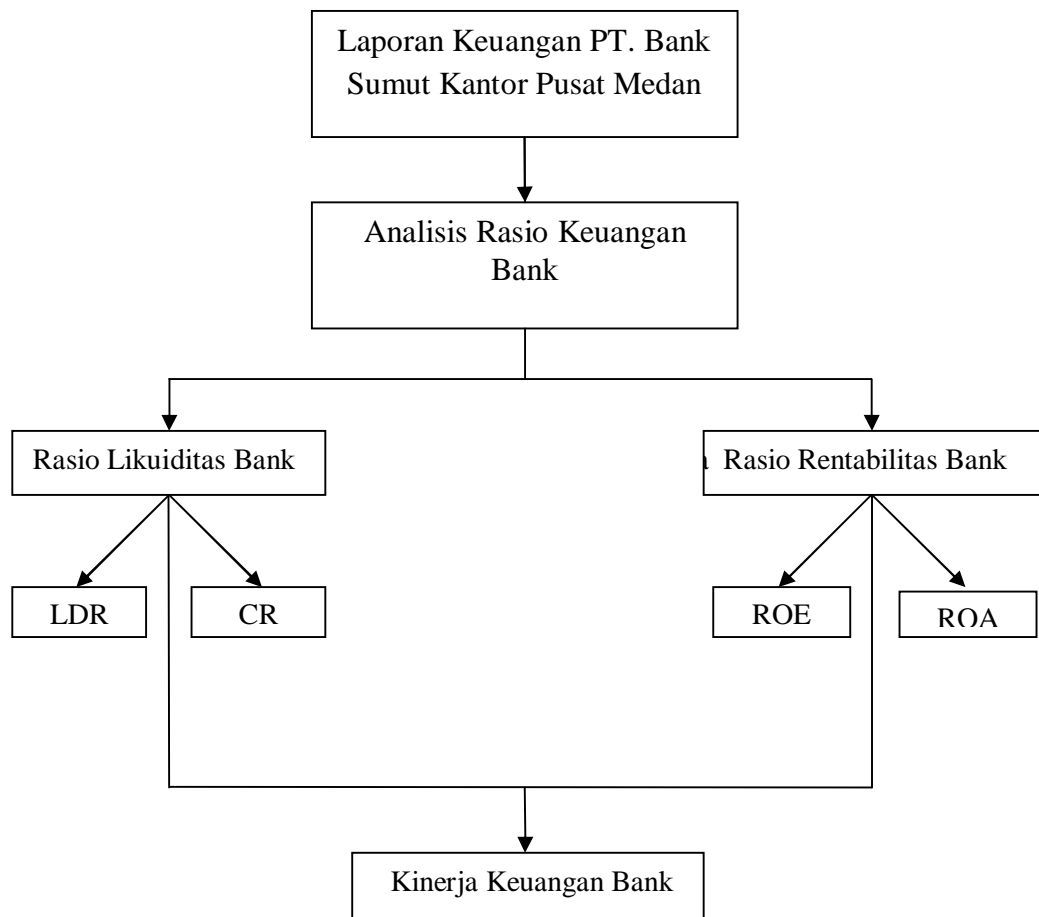 Laporan Keuangan PT. Bank
Sumut Kantor Pusat Medan
Analisis Rasio Keuangan
Bank
Rasio Likuiditas Bank
Rasio Rentabilitas Bank
LDR
CR
ROE
ROA
Kinerja Keuangan Bank